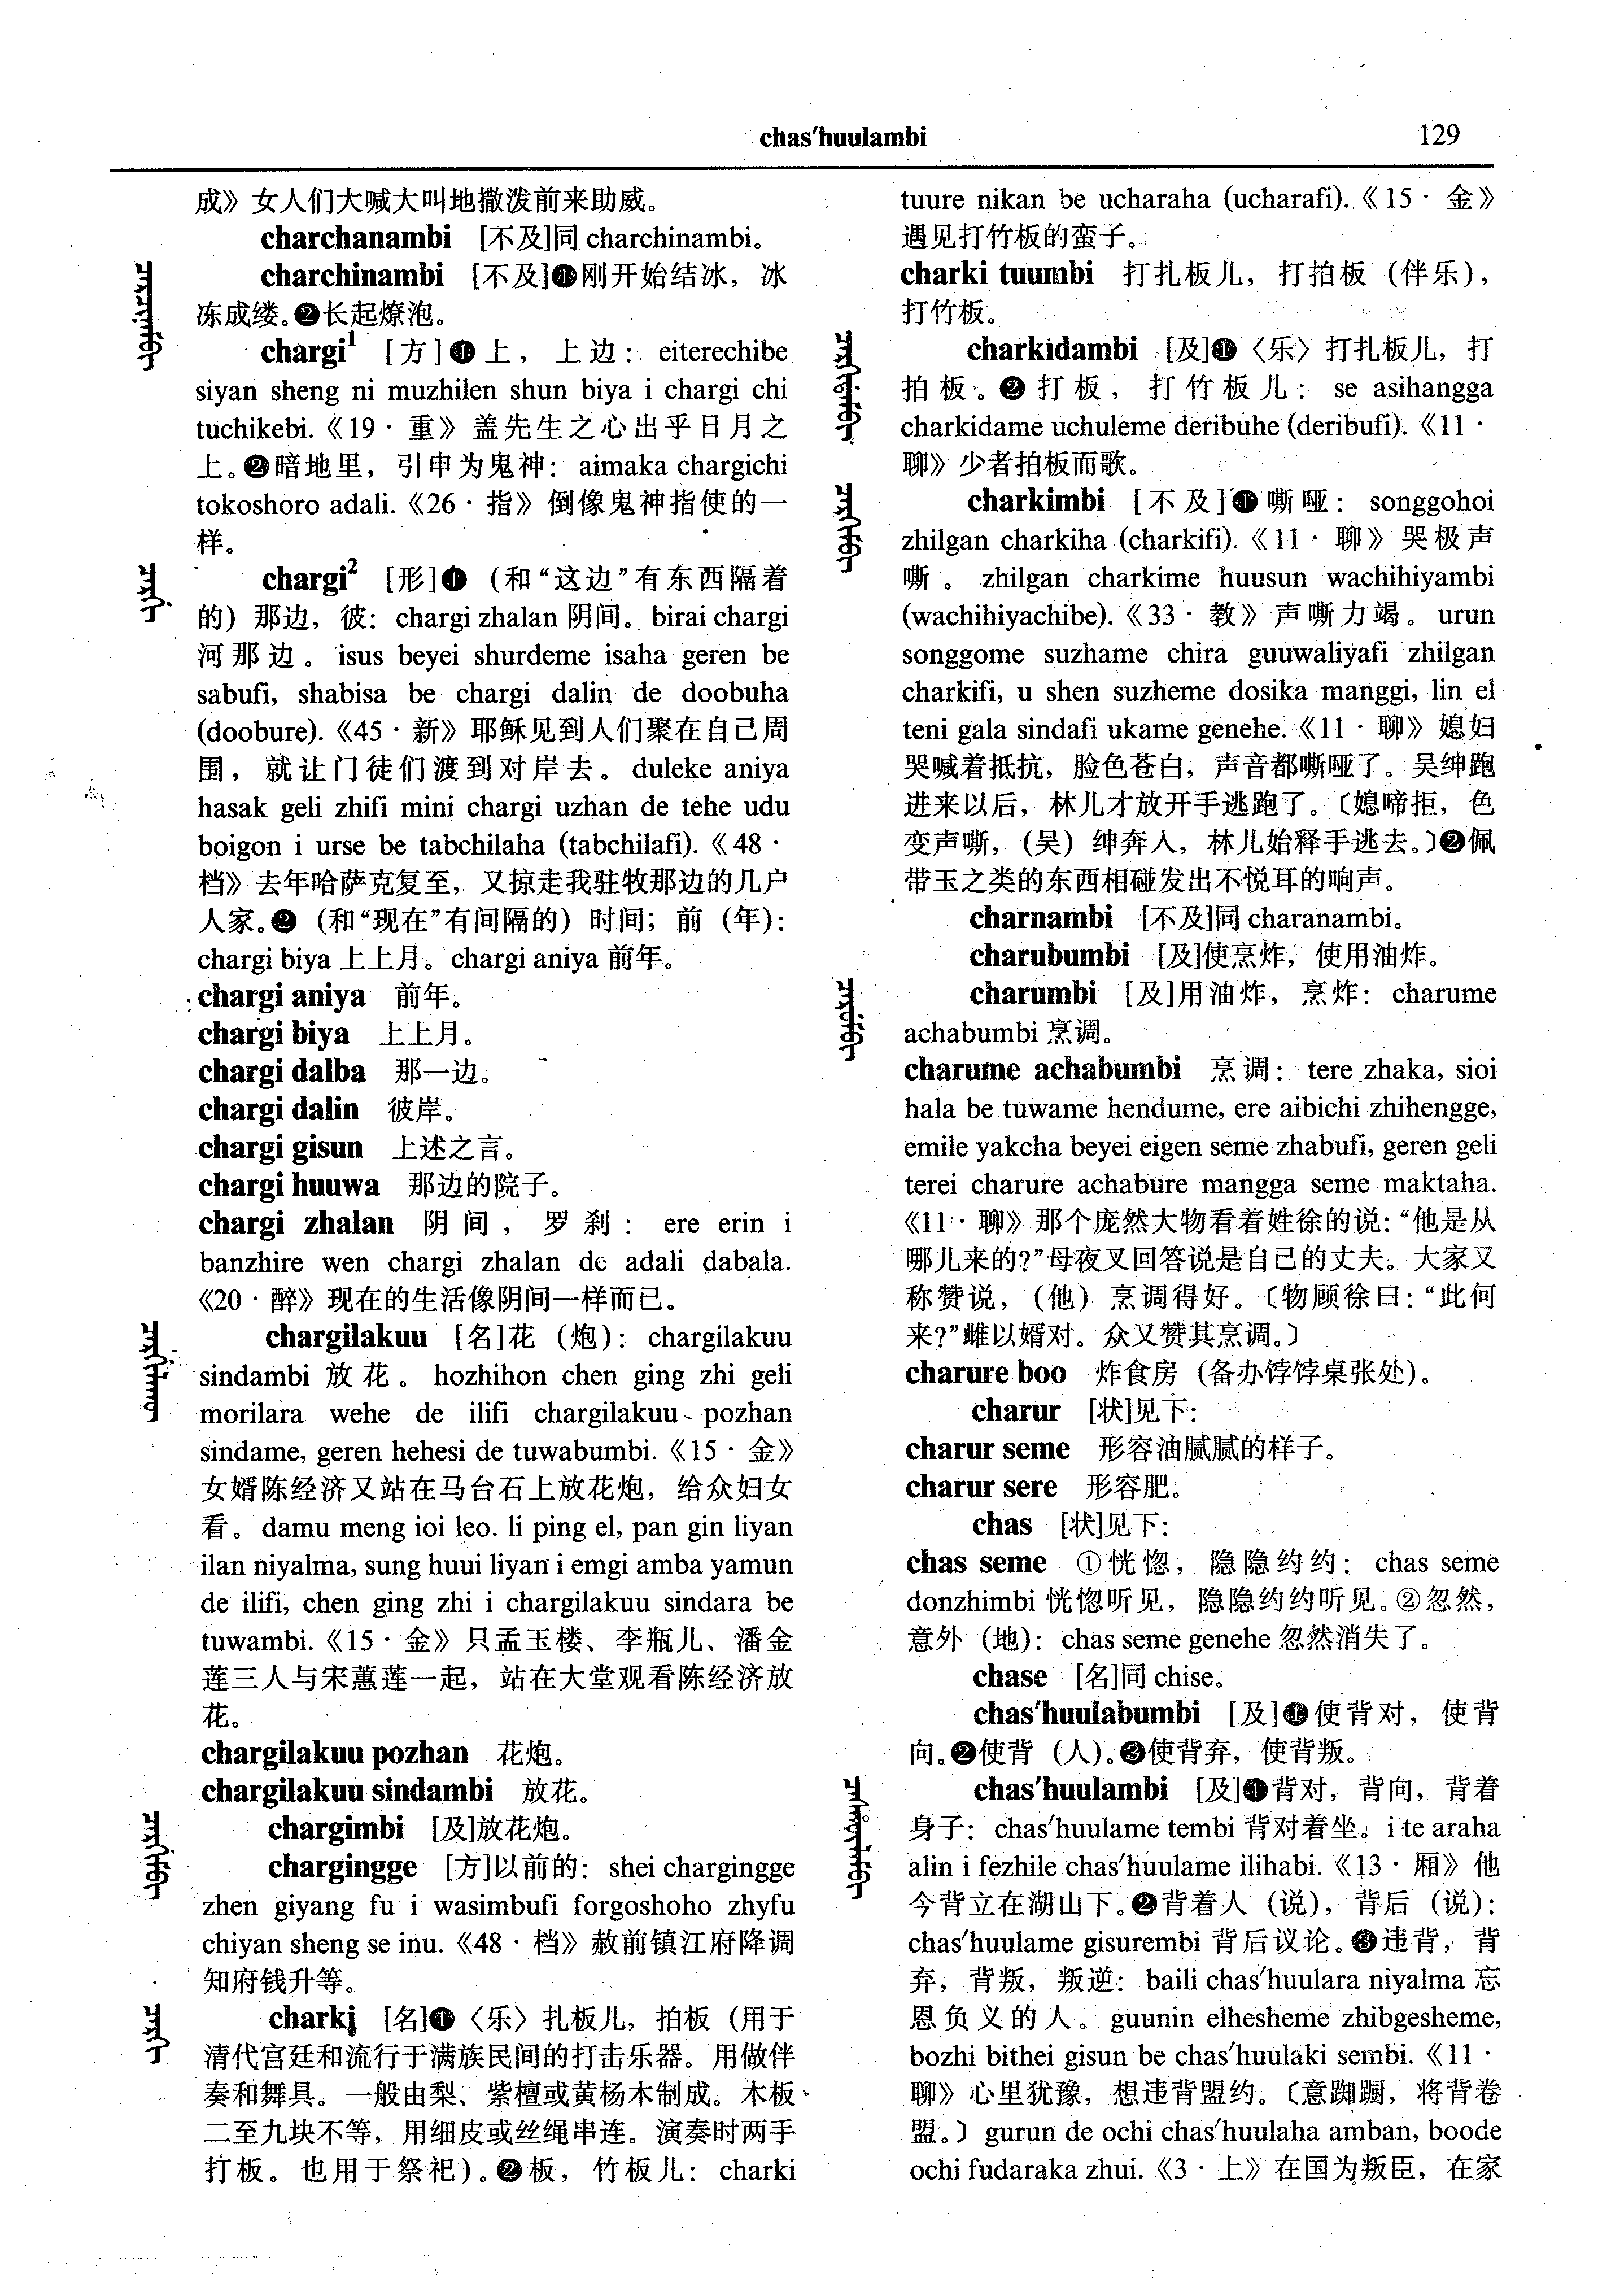 chas'huulambi
129
成》女人们大喊大叫地撒泼前来助威。
charchanambi [不及]同 charchinambi。
charchinambi [不及]❶刚开始结冰，冰
冻成缕。❷长起燎泡。
chargi¹ [方]❶上，上边：eiterechibe
siyan sheng ni muzhilen shun biya i chargi chi
tuchikebi.《19·重》盖先生之心出乎日月之
上。❷暗地里，引申为鬼神：aimaka chargichi
tokoshoro adali.《26·指》倒像鬼神指使的一
样。
chargi² [形]❶（和“这边”有东西隔着
的）那边，彼：chargi zhalan 阴间。birai chargi
河那边。isus beyei shurdeme isaha geren be
sabufi, shabisa be chargi dalin de doobuha
(doobure).《45·新》耶稣见到人们聚在自己周
围，就让门徒们渡到对岸去。duleke aniya
hasak geli zhifi mini chargi uzhan de tehe udu
boigon i urse be tabchilaha (tabchilafi).《48·
档》去年哈萨克复至，又掠走我驻牧那边的几户
人家。❷（和“现在”有间隔的）时间；前（年）：
chargi biya 上上月。chargi aniya 前年。
chargi aniya 前年。
chargi biya 上上月。
chargi dalba 那一边。
chargi dalin 彼岸。
chargi gisun 上述之言。
chargi huuwa 那边的院子。
chargi zhalan 阴间，罗刹：ere erin i
banzhire wen chargi zhalan de adali dabala.
《20·醉》现在的生活像阴间一样而已。
chargilakuu [名]花（炮）：chargilakuu
sindambi 放花。hozhihon chen ging zhi geli
morilara wehe de ilifi chargilakuu pozhan
sindame, geren hehesi de tuwabumbi.《15·金》
女婿陈经济又站在马台石上放花炮，给众妇女
看。damu meng ioi leo. li ping el, pan gin liyan
ilan niyalma, sung huui liyan i emgi amba yamun
de ilifi, chen ging zhi i chargilakuu sindara be
tuwambi.《15·金》只孟玉楼、李瓶儿、潘金
莲三人与宋蕙莲一起，站在大堂观看陈经济放
花。
chargilakuu pozhan 花炮。
chargilakuu sindambi 放花。
chargimbi [及]放花炮。
chargingge [方]以前的：shei chargingge
zhen giyang fu i wasimbufi forgoshoho zhyfu
chiyan sheng se inu.《48·档》赦前镇江府降调
知府钱升等。
charki [名]❶〈乐〉扎板儿，拍板（用于
清代宫廷和流行于满族民间的打击乐器。用做伴
奏和舞具。一般由梨、紫檀或黄杨木制成。木板
二至九块不等，用细皮或丝绳串连。演奏时两手
打板。也用于祭祀）。❷板，竹板儿：charki
tuure nikan be ucharaha (ucharafi).《15·金》
遇见打竹板的蛮子。
charki tuumbi 打扎板儿，打拍板（伴乐），
打竹板。
charkidambi [及]❶〈乐〉打扎板儿，打
拍板。❷打板，打竹板儿：se asihangga
charkidame uchuleme deribuhe (deribufi).《11·
聊》少者拍板而歌。
charkimbi [不及]❶嘶哑：songgohoi
zhilgan charkiha (charkifi).《11·聊》哭极声
嘶。zhilgan charkime huusun wachihiyambi
(wachihiyachibe).《33·教》声嘶力竭。urun
songgome suzhame chira guuwaliyafi zhilgan
charkifi, u shen suzheme dosika manggi, lin el
teni gala sindafi ukame genehe.《11·聊》媳妇
哭喊着抵抗，脸色苍白，声音都嘶哑了。吴绅跑
进来以后，林儿才放开手逃跑了。〔媳啼拒，色
变声嘶，（吴）绅奔人，林儿始释手逃去。〕❷佩
带玉之类的东西相碰发出不悦耳的响声。
charnambi [不及]同 charanambi。
charubumbi [及]使烹炸，使用油炸。
charumbi [及]用油炸，烹炸：charume
achabumbi 烹调。
charume achabumbi 烹调：tere zhaka, sioi
hala be tuwame hendume, ere aibichi zhihengge,
emile yakcha beyei eigen seme zhabufi, geren geli
terei charure achabure mangga seme maktaha.
《11·聊》那个庞然大物看着姓徐的说：“他是从
哪儿来的?”母夜叉回答说是自己的丈夫。大家又
称赞说，（他）烹调得好。〔物顾徐曰：“此何
来?”雌以婿对。众又赞其烹调。〕
charure boo 炸食房（备办饽饽桌张处）。
charur [状]见下：
charur seme 形容油腻腻的样子。
charur sere 形容肥。
chas [状]见下：
chas seme ①恍惚，隐隐约约：chas seme
donzhimbi 恍惚听见，隐隐约约听见。②忽然，
意外（地）：chas seme genehe 忽然消失了。
chase [名]同 chise。
chas'huulabumbi [及]❶使背对，使背
向。❷使背（人）。❸使背弃，使背叛。
chas'huulambi [及]❶背对，背向，背着
身子：chas'huulame tembi 背对着坐。i te araha
alin i fezhile chas'huulame ilihabi.《13·厢》他
今背立在湖山下。❷背着人（说），背后（说）：
chas'huulame gisurembi 背后议论。❸违背，背
弃，背叛，叛逆：baili chas'huulara niyalma 忘
恩负义的人。guunin elhesheme zhibgesheme,
bozhi bithei gisun be chas'huulaki sembi.《11·
聊》心里犹豫，想违背盟约。〔意踟蹰，将背卷
盟。〕gurun de ochi chas'huulaha amban, boode
ochi fudaraka zhui.《3·上》在国为叛臣，在家